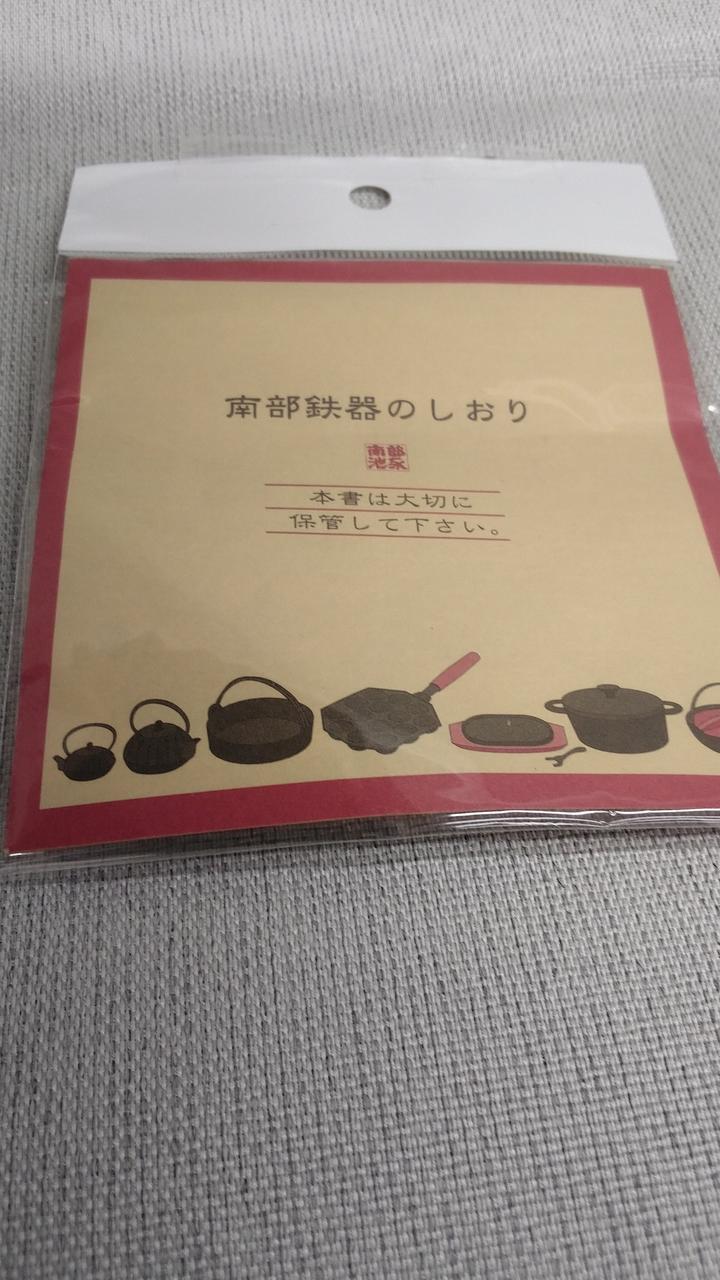 南部鉄器のしおり
南部
池永
本書は大切に
保管して下さい。